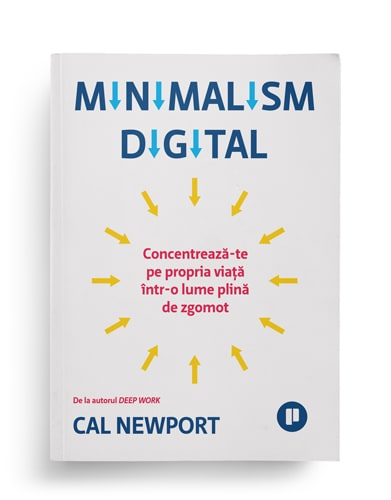 MINIMALISM
DIGITAL
Concentrează-te
pe propria viață
într-o lume plină
de zgomot
De la autorul DEEP WORK
CAL NEWPORT